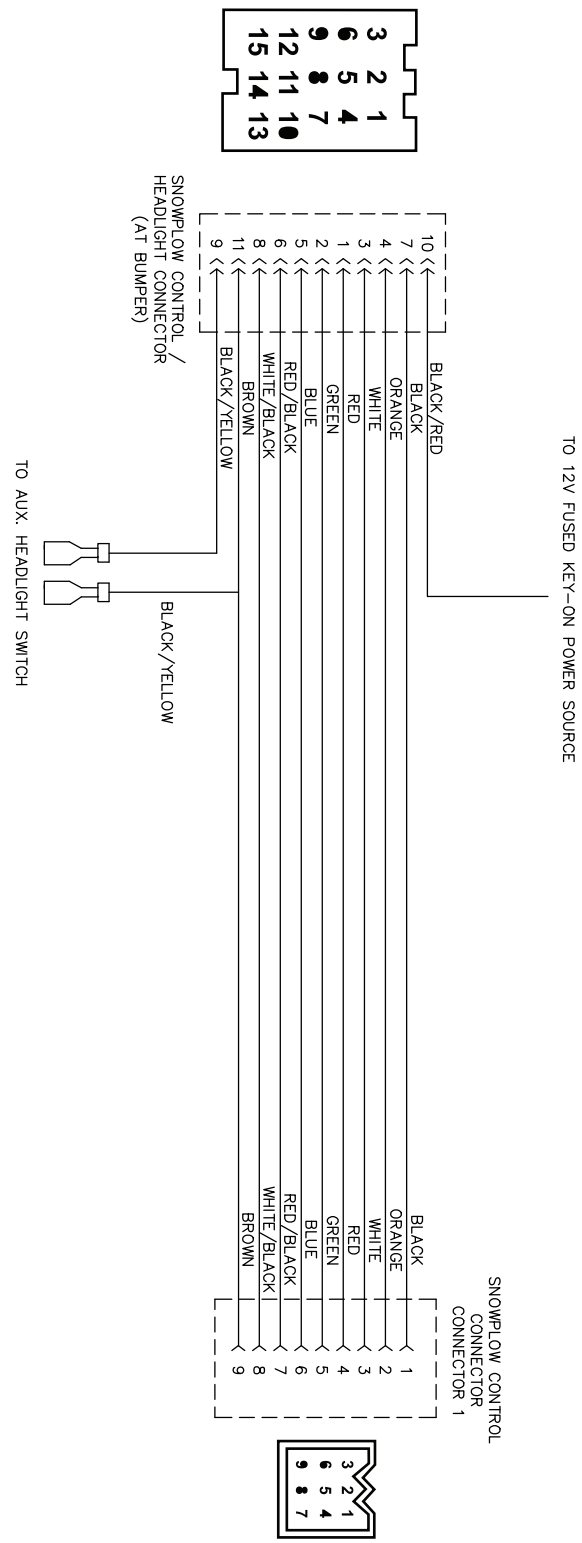 3 2 1
6 5 4
9 8 7
12 11 10
15 14 13
SNOWPLOW CONTROL /
HEADLIGHT CONNECTOR
(AT BUMPER)
10
7
4
3
1
2
5
6
8
11
9
BLACK/RED
BLACK
ORANGE
WHITE
RED
GREEN
BLUE
RED/BLACK
WHITE/BLACK
BROWN
BLACK/YELLOW
TO 12V FUSED KEY-ON POWER SOURCE
TO AUX. HEADLIGHT SWITCH
BLACK/YELLOW
BLACK
ORANGE
WHITE
RED
GREEN
BLUE
RED/BLACK
WHITE/BLACK
BROWN
SNOWPLOW CONTROL
CONNECTOR
CONNECTOR 1
1
2
3
4
5
6
7
8
9
3 2 1
6 5 4
9 8 7